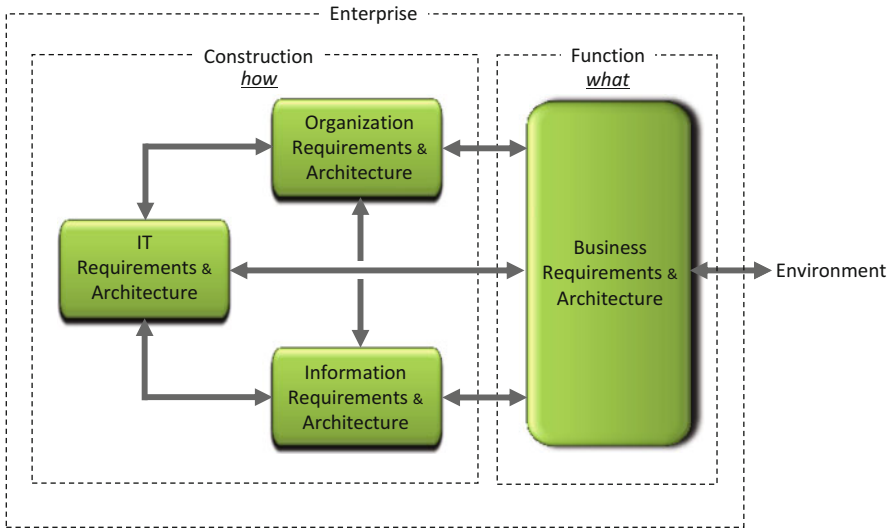 Enterprise
Construction
how
Function
what
Organization
Requirements &
Architecture
IT
Requirements &
Architecture
Business
Requirements &
Architecture
Environment
Information
Requirements &
Architecture